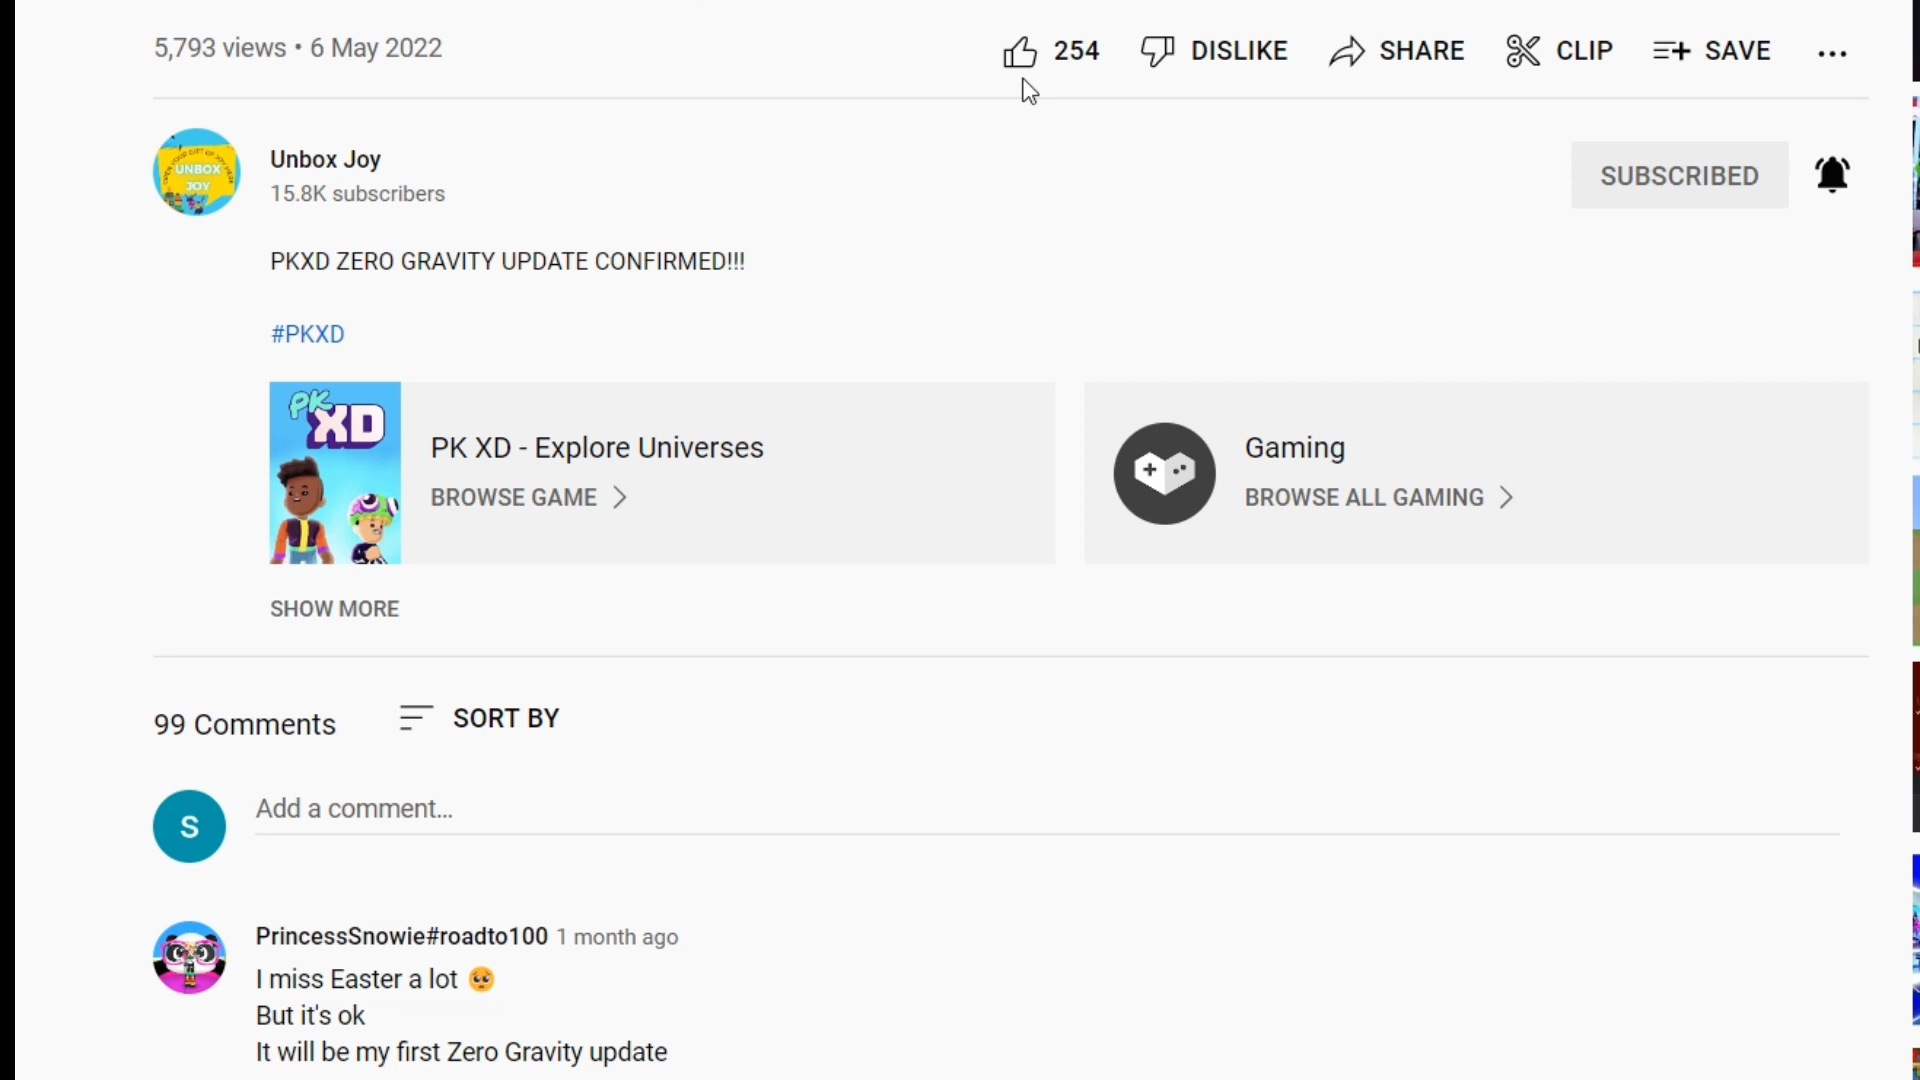 5,793 views • 6 May 2022
254 DISLIKE SHARE CLIP SAVE ...
UNBOX
JOY
Unbox Joy
15.8K subscribers
SUBSCRIBED
PKXD ZERO GRAVITY UPDATE CONFIRMED!!!
#PKXD
PK
XD
PK XD - Explore Universes
BROWSE GAME
Gaming
BROWSE ALL GAMING
SHOW MORE
99 Comments SORT BY
S
Add a comment...
PrincessSnowie#roadto100 1 month ago
I miss Easter a lot 🥺
But it's ok
It will be my first Zero Gravity update